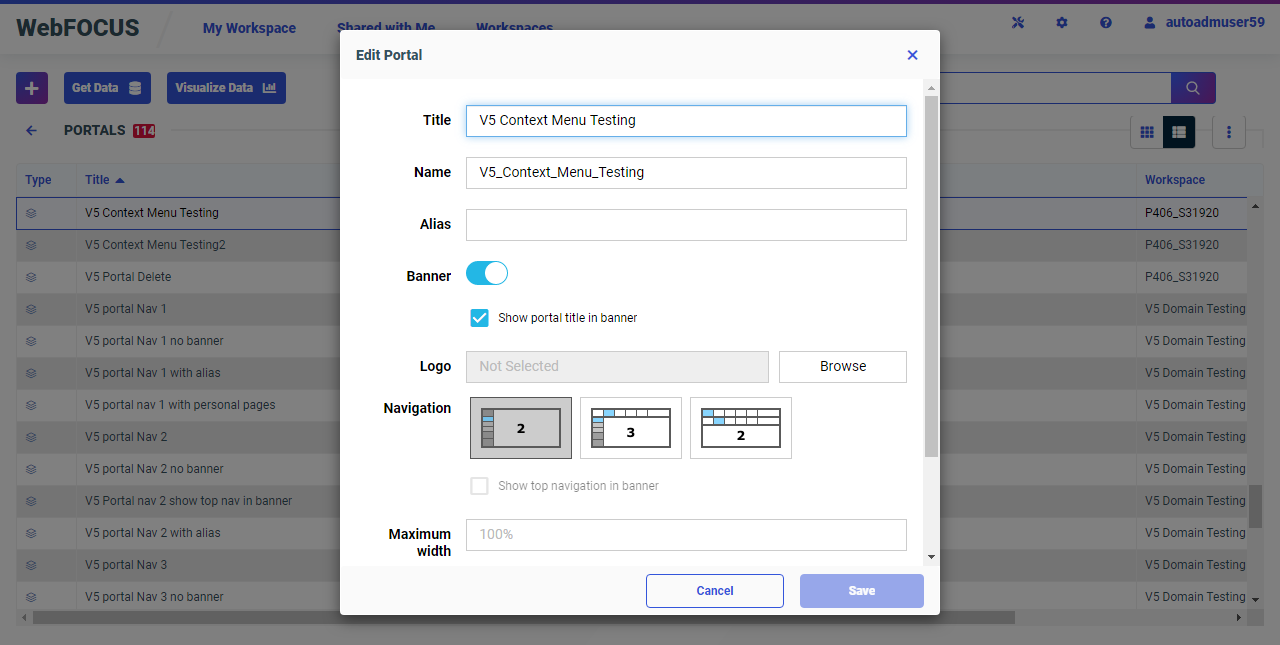 WebFOCUS
My Workspace
Shared with Me
Workspaces
autoadmuser59
Get Data
Visualize Data
PORTALS 114
Type
Title
Workspace
V5 Context Menu Testing
P406_S31920
V5 Context Menu Testing2
P406_S31920
V5 Portal Delete
P406_S31920
V5 portal Nav 1
V5 Domain Testing
V5 portal Nav 1 no banner
V5 Domain Testing
V5 portal Nav 1 with alias
V5 Domain Testing
V5 portal nav 1 with personal pages
V5 Domain Testing
V5 portal Nav 2
V5 Domain Testing
V5 portal Nav 2 no banner
V5 Domain Testing
V5 Portal nav 2 show top nav in banner
V5 Domain Testing
V5 portal Nav 2 with alias
V5 Domain Testing
V5 portal Nav 3
V5 Domain Testing
V5 portal Nav 3 no banner
V5 Domain Testing
Edit Portal
Title
V5 Context Menu Testing
Name
V5_Context_Menu_Testing
Alias
Banner
Show portal title in banner
Logo
Not Selected
Browse
Navigation
2
3
2
Show top navigation in banner
Maximum
width
100%
Cancel
Save